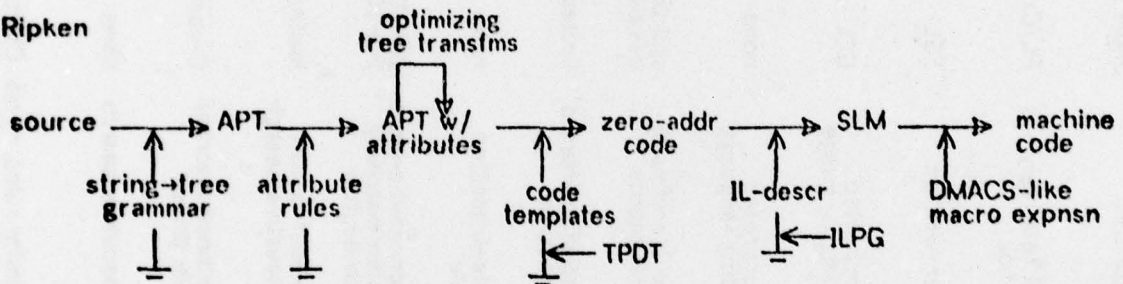 Ripken
optimizing
tree transfms
source
APT
APT w/
attributes
zero-addr
code
SLM
machine
code
string→tree
grammar
attribute
rules
code
templates
IL-descr
DMACS-like
macro expnsn
TPDT
ILPG